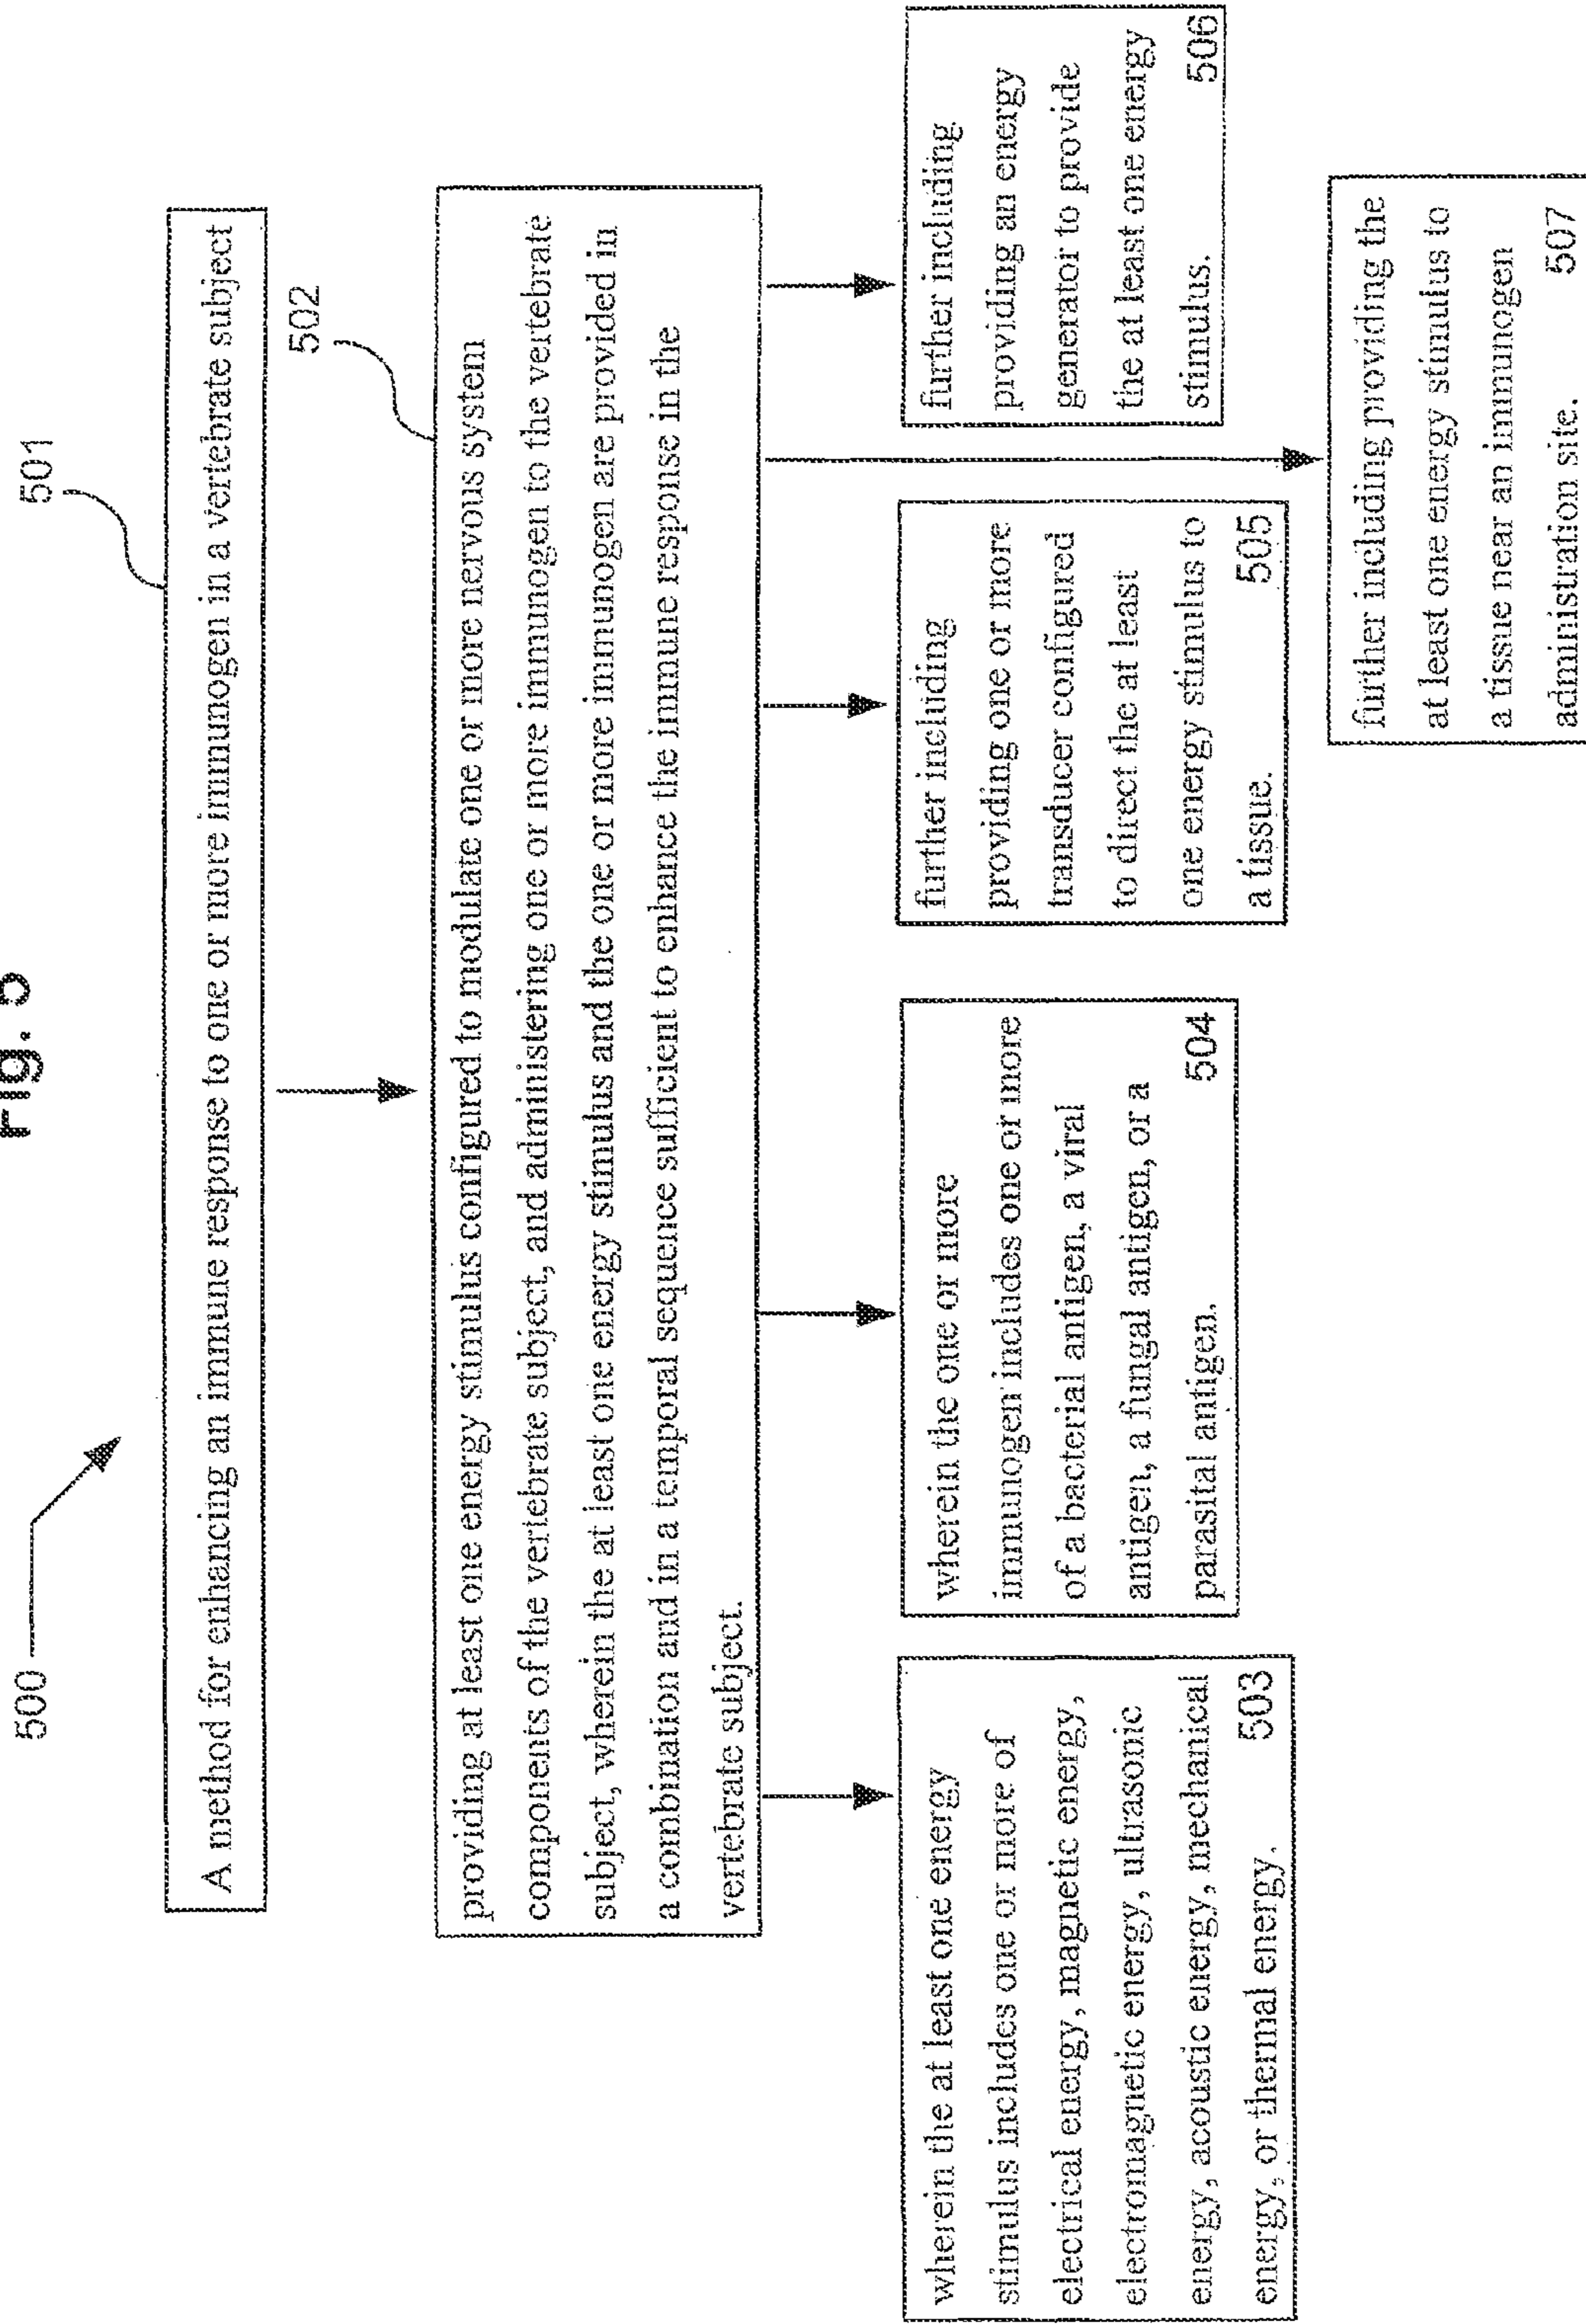 Fig. 5
500
501
A method for enhancing an immune response to one or more immunogen in a vertebrate subject
502
providing at least one energy stimulus configured to modulate one or more nervous system
components of the vertebrate subject, and administering one or more immunogen to the vertebrate
subject, wherein the at least one energy stimulus and the one or more immunogen are provided in
a combination and in a temporal sequence sufficient to enhance the immune response in the
vertebrate subject.
wherein the at least one energy
stimulus includes one or more of
electrical energy, magnetic energy,
electromagnetic energy, ultrasonic
energy, acoustic energy, mechanical
energy, or thermal energy.
503
wherein the one or more
immunogen includes one or more
of a bacterial antigen, a viral
antigen, a fungal antigen, or a
parasital antigen.
504
further including
providing one or more
transducer configured
to direct the at least
one energy stimulus to
a tissue.
505
further including
providing an energy
generator to provide
the at least one energy
stimulus.
506
further including providing the
at least one energy stimulus to
a tissue near an immunogen
administration site.
507